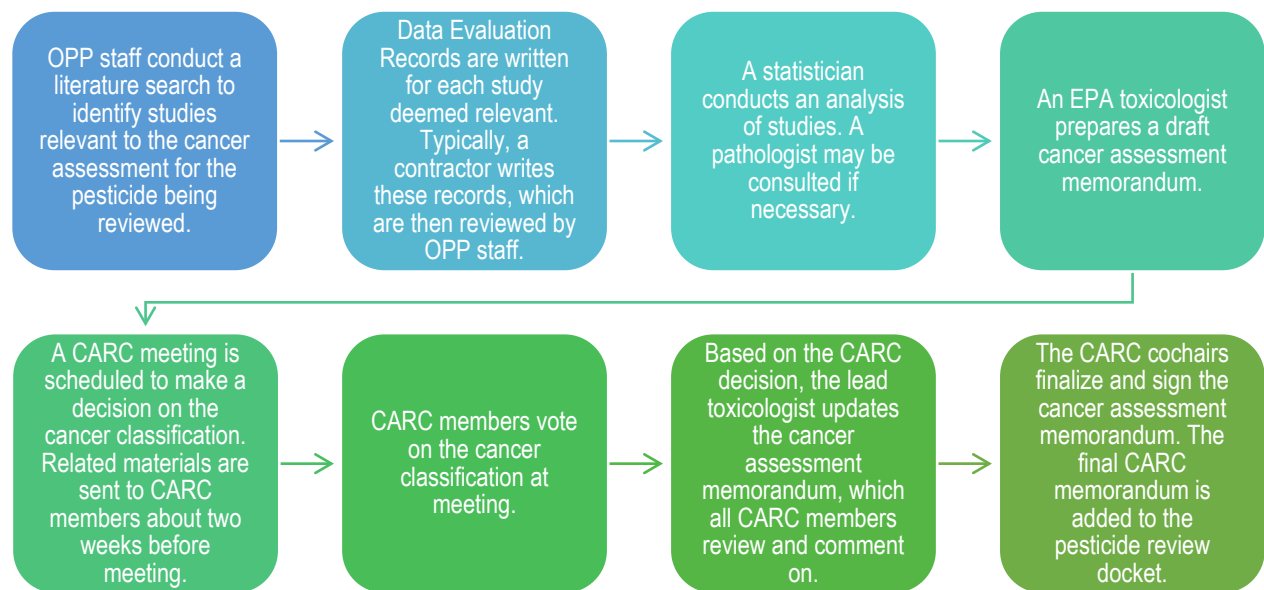 OPP staff conduct a
literature search to
identify studies
relevant to the cancer
assessment for the
pesticide being
reviewed.
Data Evaluation
Records are written
for each study
deemed relevant.
Typically, a
contractor writes
these records, which
are then reviewed by
OPP staff.
A statistician
conducts an analysis
of studies. A
pathologist may be
consulted if
necessary.
An EPA toxicologist
prepares a draft
cancer assessment
memorandum.
A CARC meeting is
scheduled to make a
decision on the
cancer classification.
Related materials are
sent to CARC
members about two
weeks before
meeting.
CARC members vote
on the cancer
classification at
meeting.
Based on the CARC
decision, the lead
toxicologist updates
the cancer
assessment
memorandum, which
all CARC members
review and comment
on.
The CARC cochairs
finalize and sign the
cancer assessment
memorandum. The
final CARC
memorandum is
added to the
pesticide review
docket.